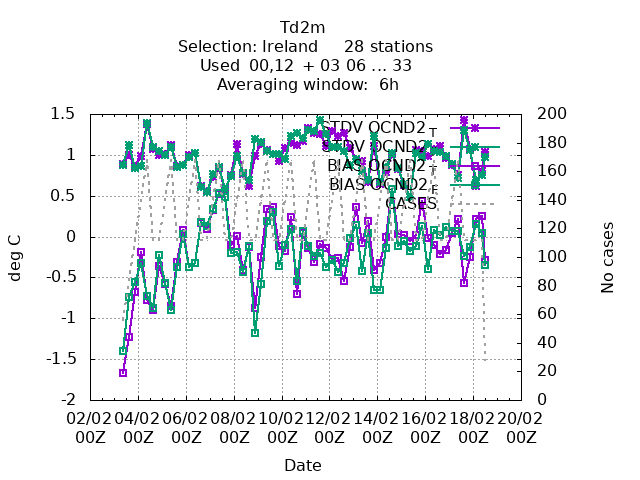 Td2m
Selection: Ireland 28 stations
Used 00,12 + 03 06 ... 33
Averaging window: 6h
1.5
1
0.5
0
-0.5
-1
-1.5
-2
deg C
200
180
160
140
120
100
80
60
40
20
0
No cases
STDV OCND2 T
STDV OCND2 F
BIAS OCND2 T
BIAS OCND2 F
CASES
02/02 04/02 06/02 08/02 10/02 12/02 14/02 16/02 18/02 20/02
00Z 00Z 00Z 00Z 00Z 00Z 00Z 00Z 00Z 00Z
Date